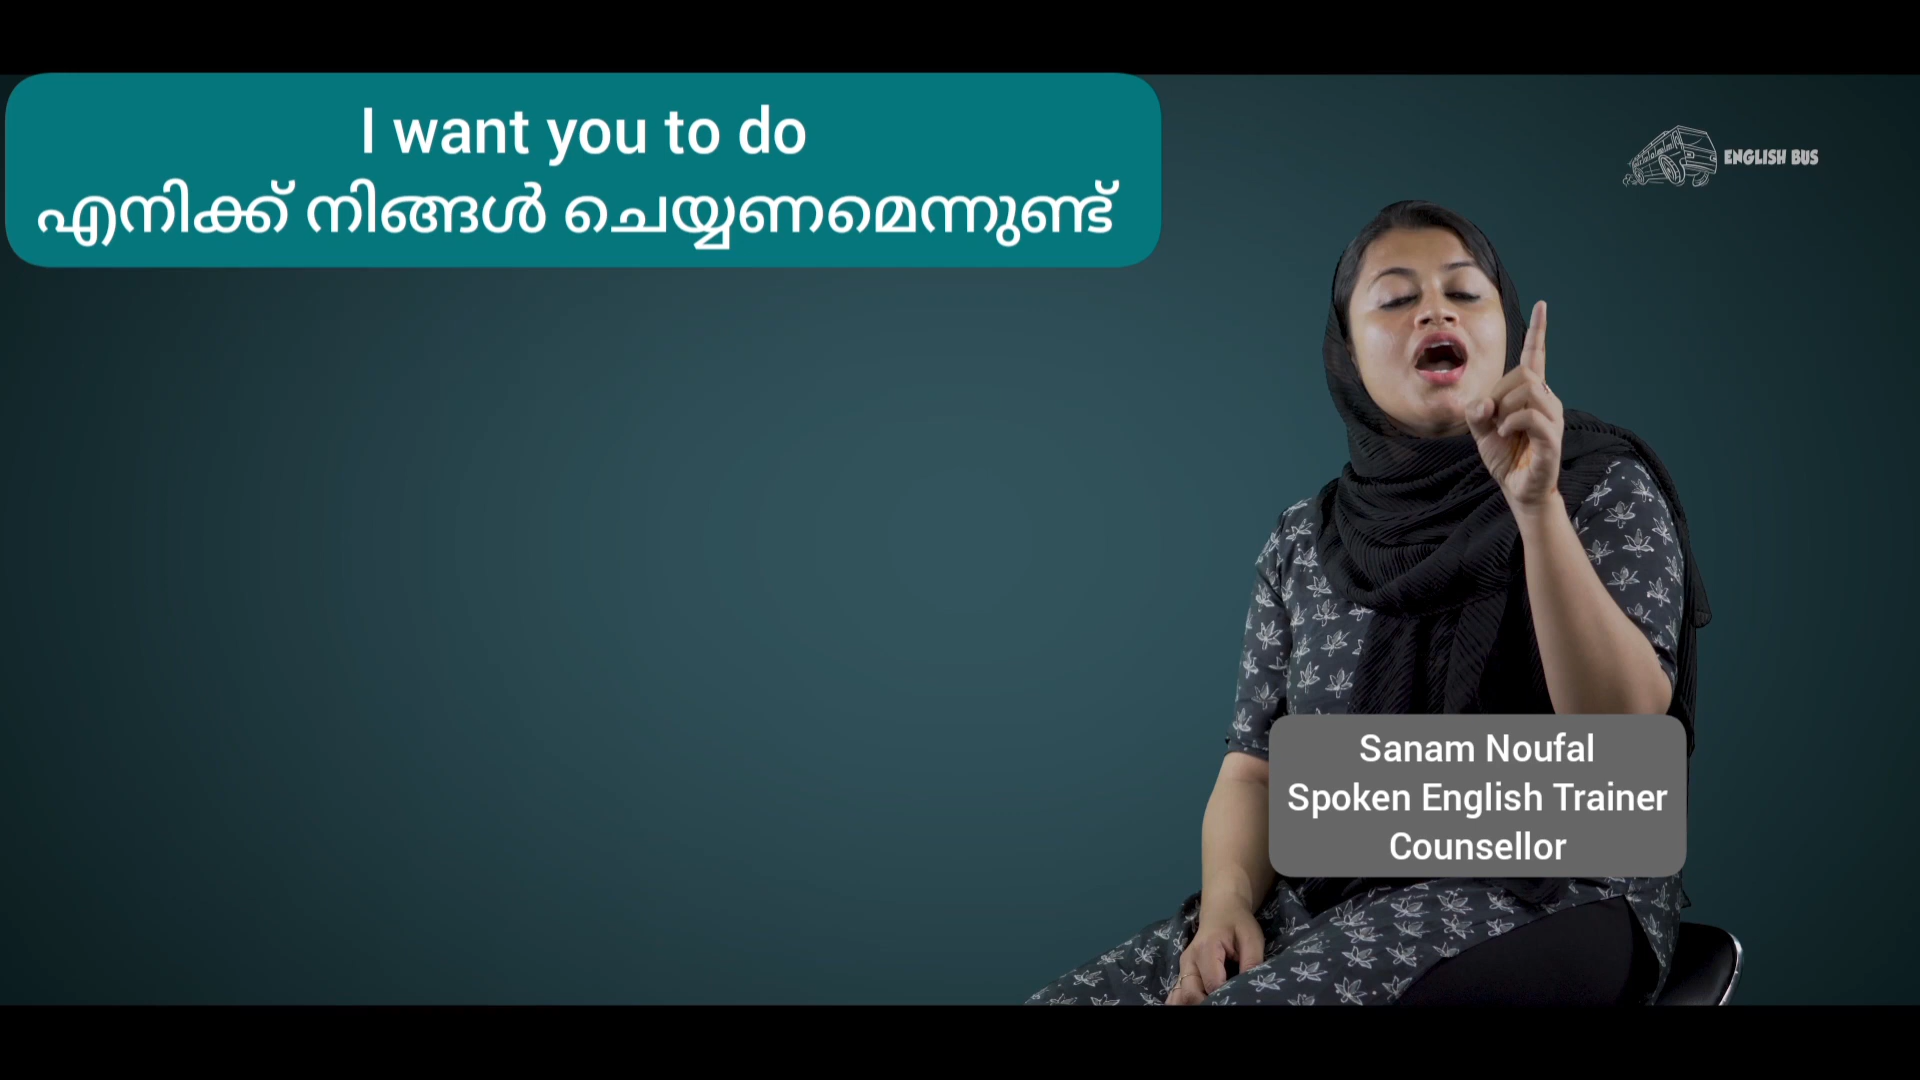 I want you to do
എനിക്ക് നിങ്ങൾ ചെയ്യണമെന്നുണ്ട്
ENGLISH BUS
Sanam Noufal
Spoken English Trainer
Counsellor